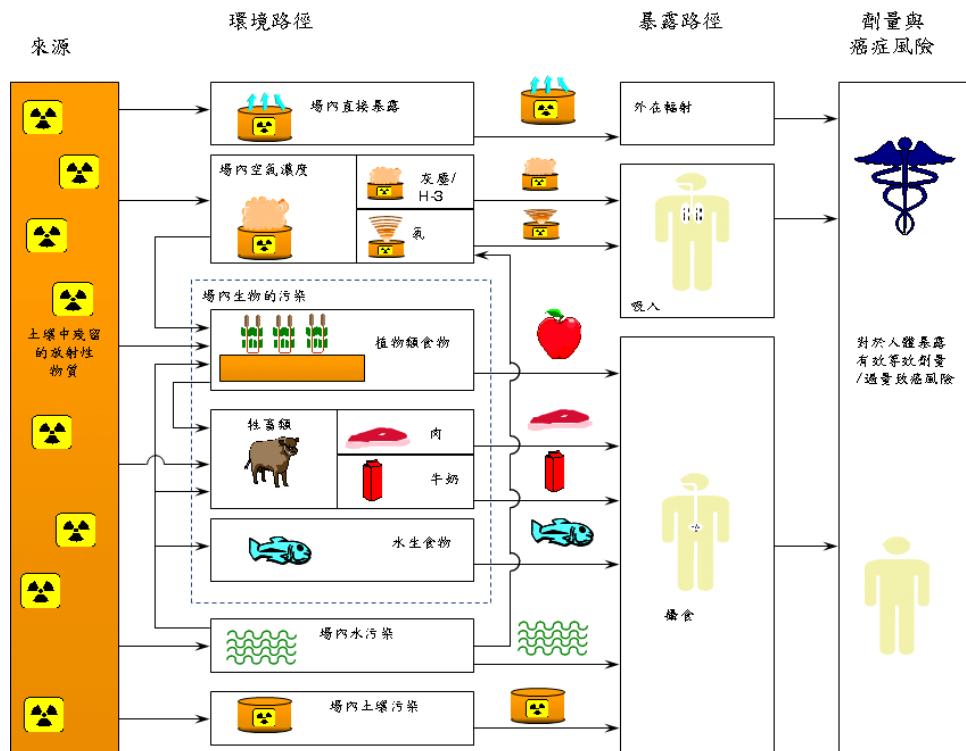 來源
環境路徑
暴露路徑
劑量與
癌症風險
土壤中殘留
的放射性
物質
場內直接暴露
場內空氣濃度
灰塵/
H-3
氡
場內生物的污染
植物類食物
牲畜類
肉
牛奶
水生食物
場內水污染
場內土壤污染
外在輻射
吸入
攝食
對於人體暴露
有效等效劑量
/過量致癌風險